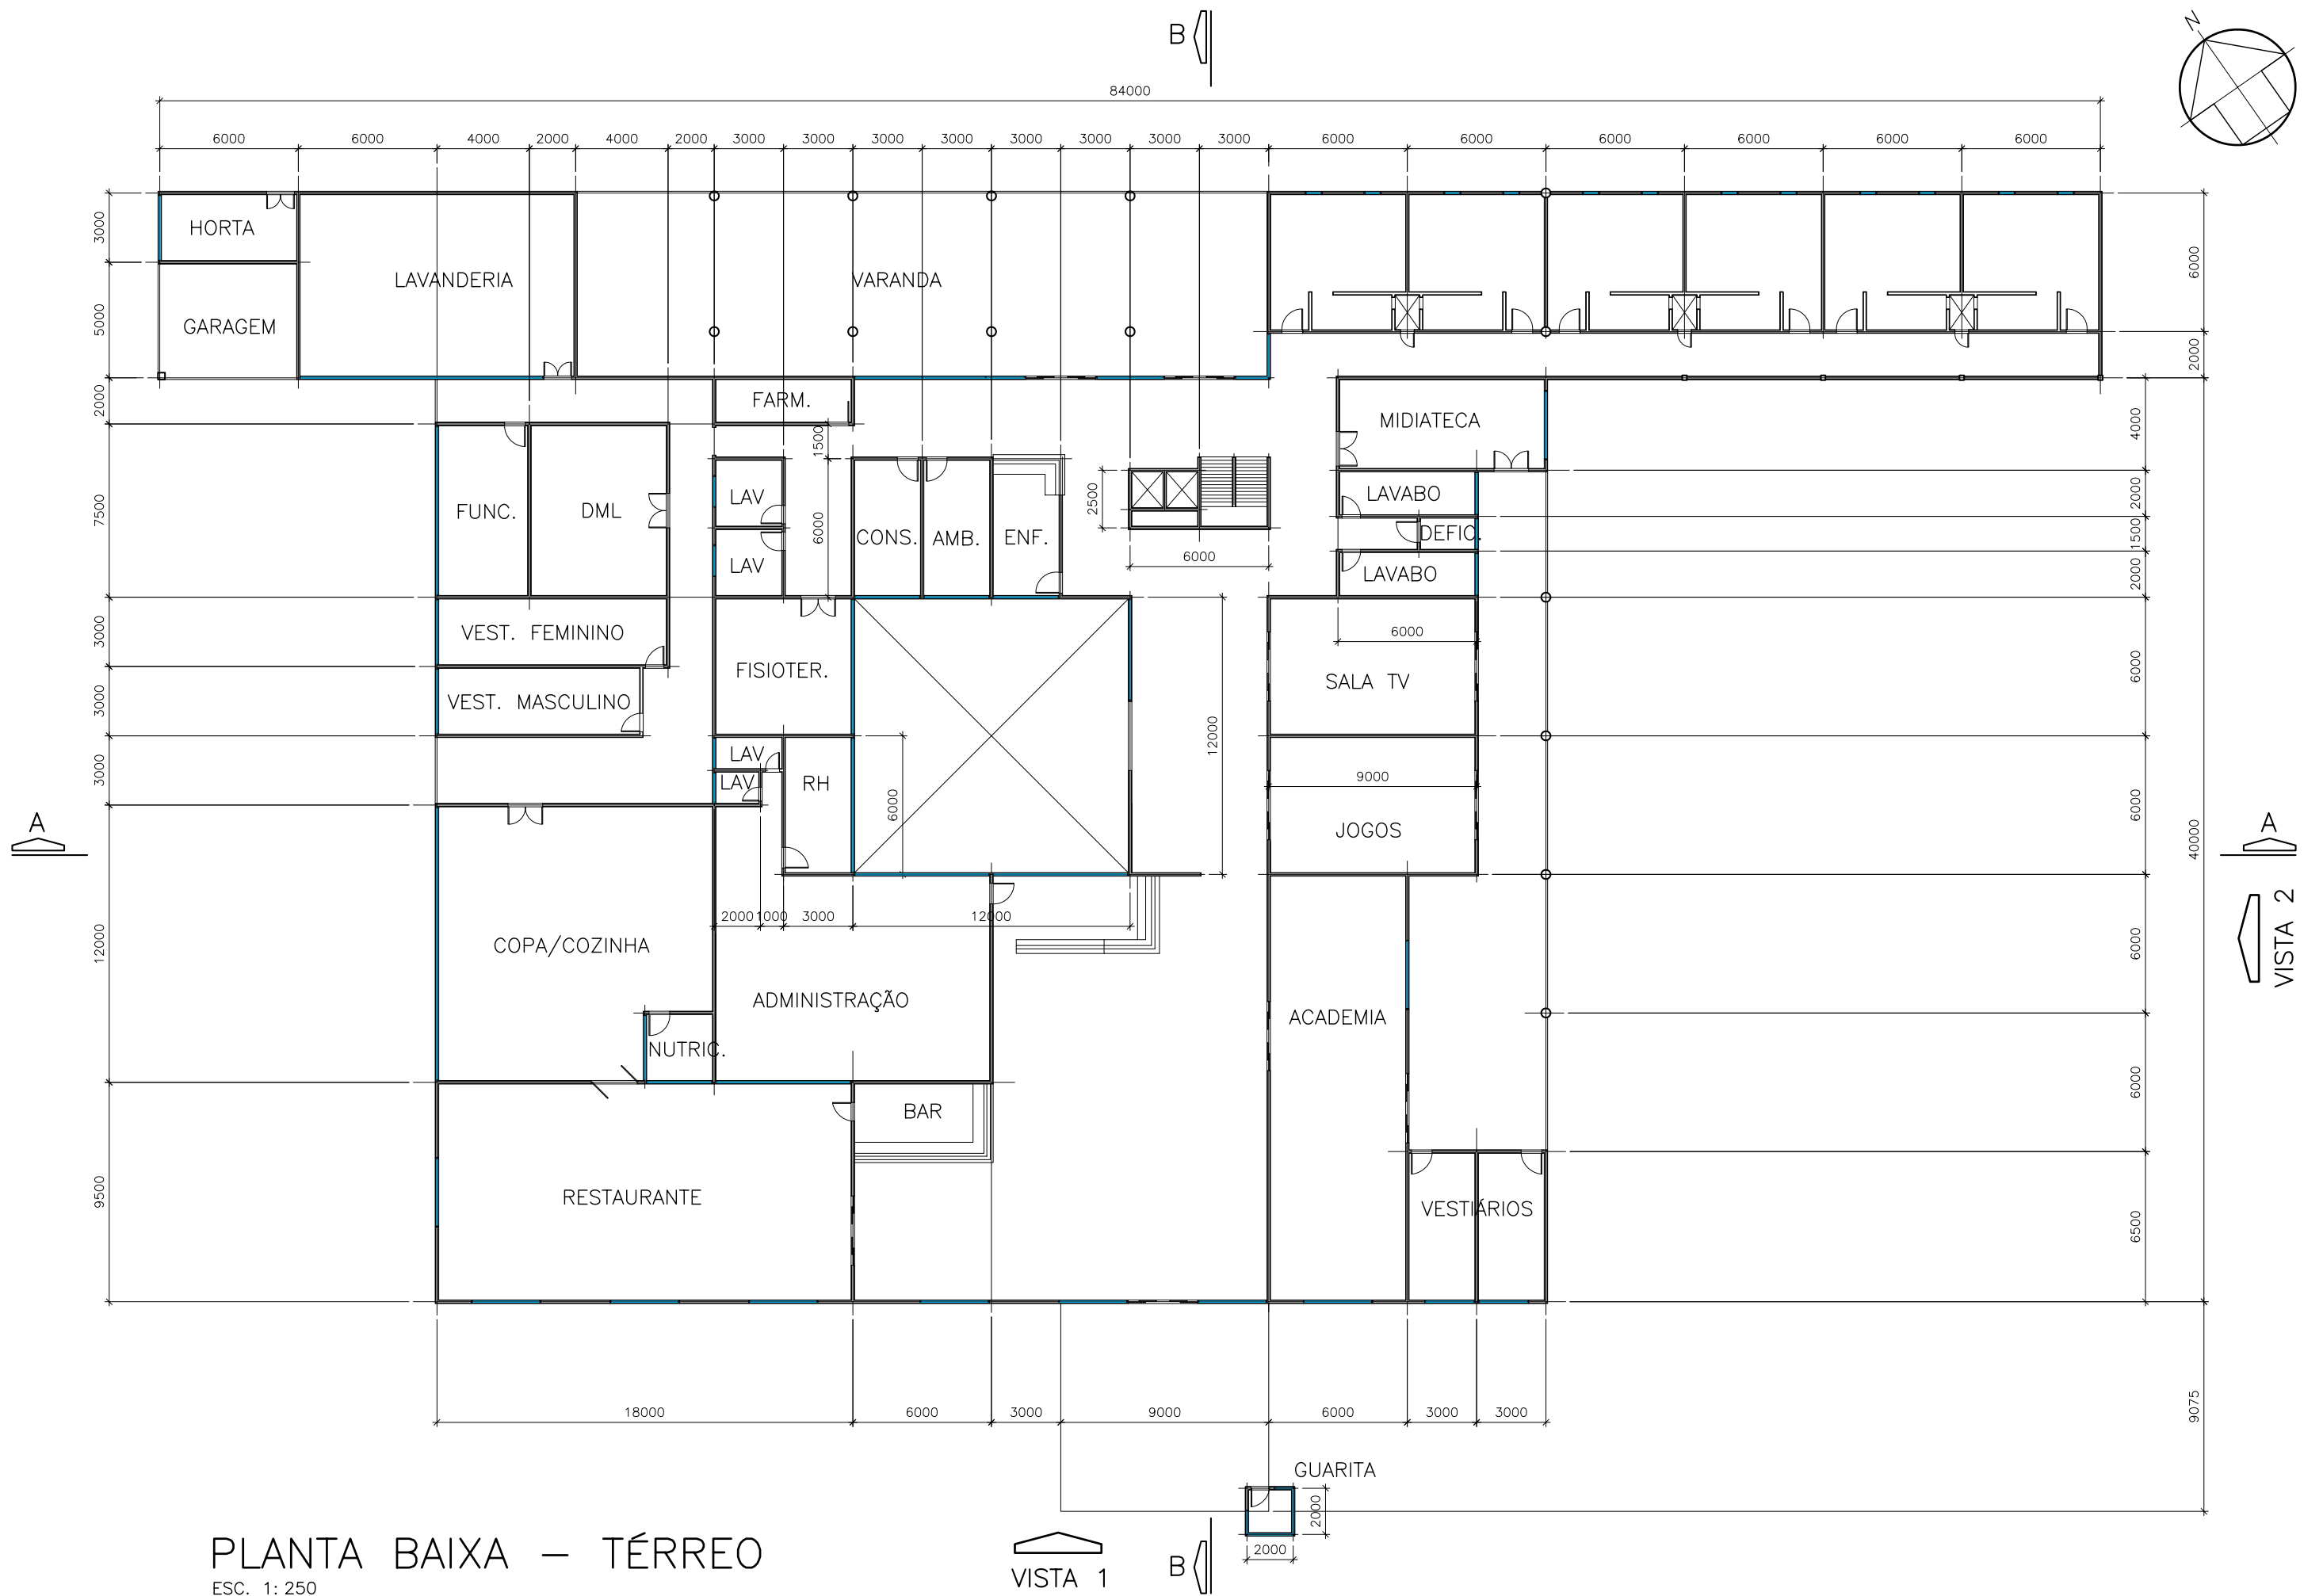 B
N
84000
6000 6000 4000 2000 4000 2000 3000 3000 3000 3000 3000 3000 3000 3000 6000 6000 6000 6000 6000 6000
3000
5000
2000
7500
3000
3000
3000
12000
9500
HORTA
GARAGEM
LAVANDERIA
VARANDA
FARM.
1500
6000
FUNC.
DML
LAV
LAV
CONS.
AMB.
ENF.
2500
6000
MIDIATECA
LAVABO
DEFIC.
LAVABO
VEST. FEMININO
VEST. MASCULINO
FISIOTER.
LAV
LAV
RH
6000
12000
6000
SALA TV
9000
JOGOS
2000 1000 3000 12000
COPA/COZINHA
NUTRIC.
ADMINISTRAÇÃO
ACADEMIA
BAR
RESTAURANTE
VESTIÁRIOS
6000
2000
4000
2000
1500
2000
6000
6000
6000
6000
6500
40000
9075
A
A
VISTA 2
18000 6000 3000 9000 6000 3000 3000
GUARITA
2000
2000
PLANTA BAIXA – TÉRREO
ESC. 1:250
VISTA 1
B